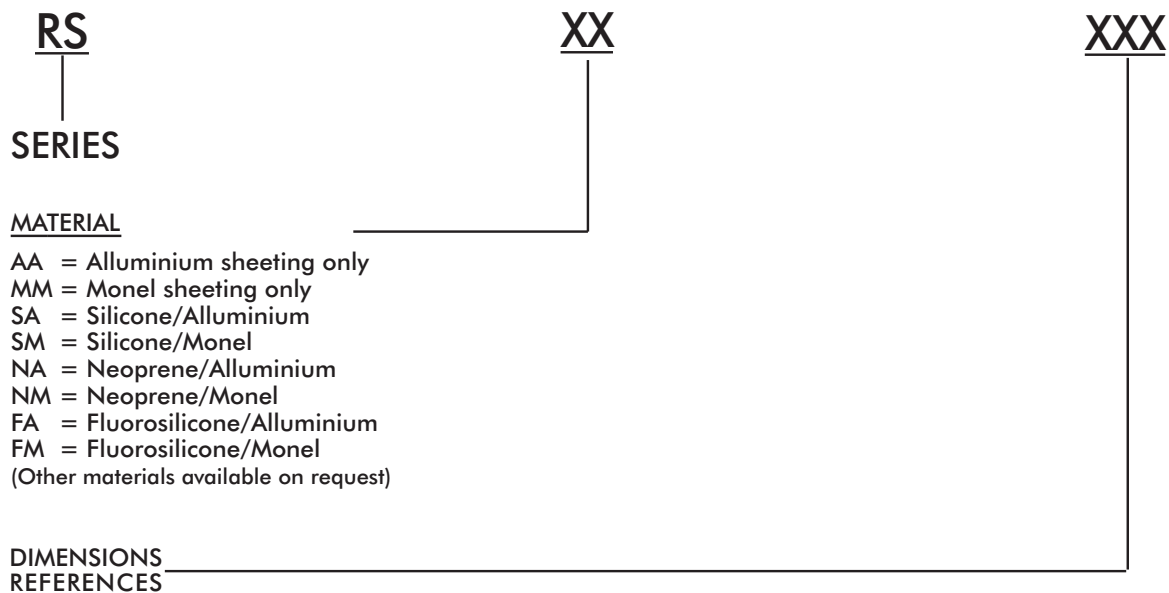 RS XX XXX
SERIES
MATERIAL
AA = Alluminium sheeting only
MM = Monel sheeting only
SA = Silicone/Alluminium
SM = Silicone/Monel
NA = Neoprene/Alluminium
NM = Neoprene/Monel
FA = Fluorosilicone/Alluminium
FM = Fluorosilicone/Monel
(Other materials available on request)
DIMENSIONS
REFERENCES